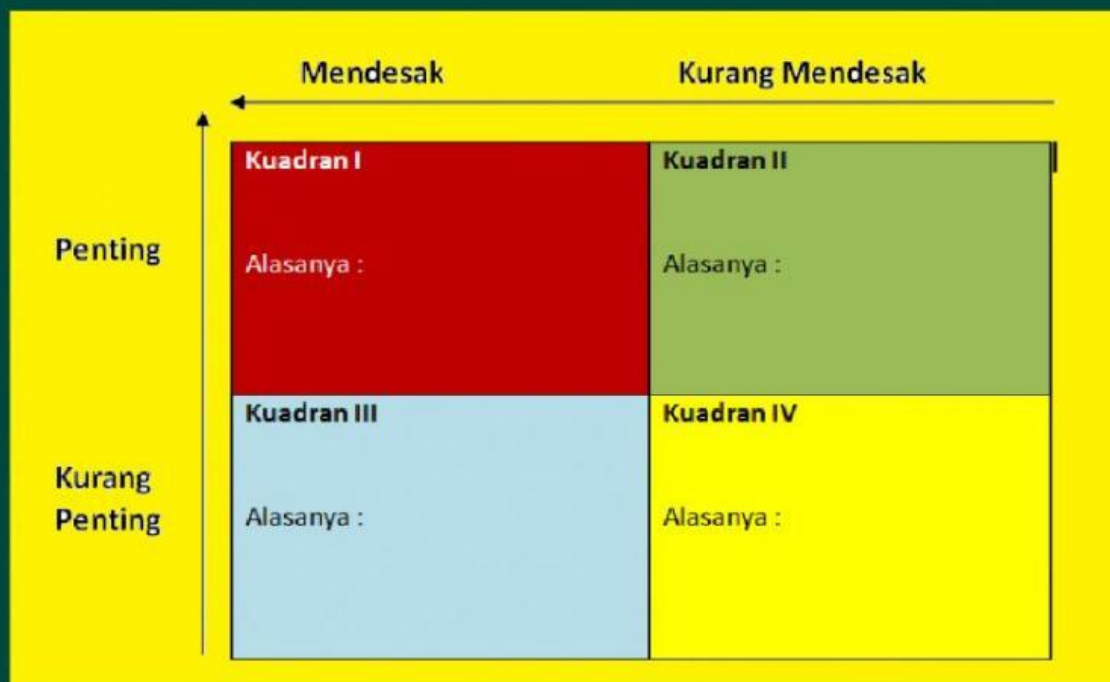 Mendesak
Kurang Mendesak
Penting
Kuadran I
Alasanya :
Kuadran II
Alasanya :
Kurang
Penting
Kuadran III
Alasanya :
Kuadran IV
Alasanya :